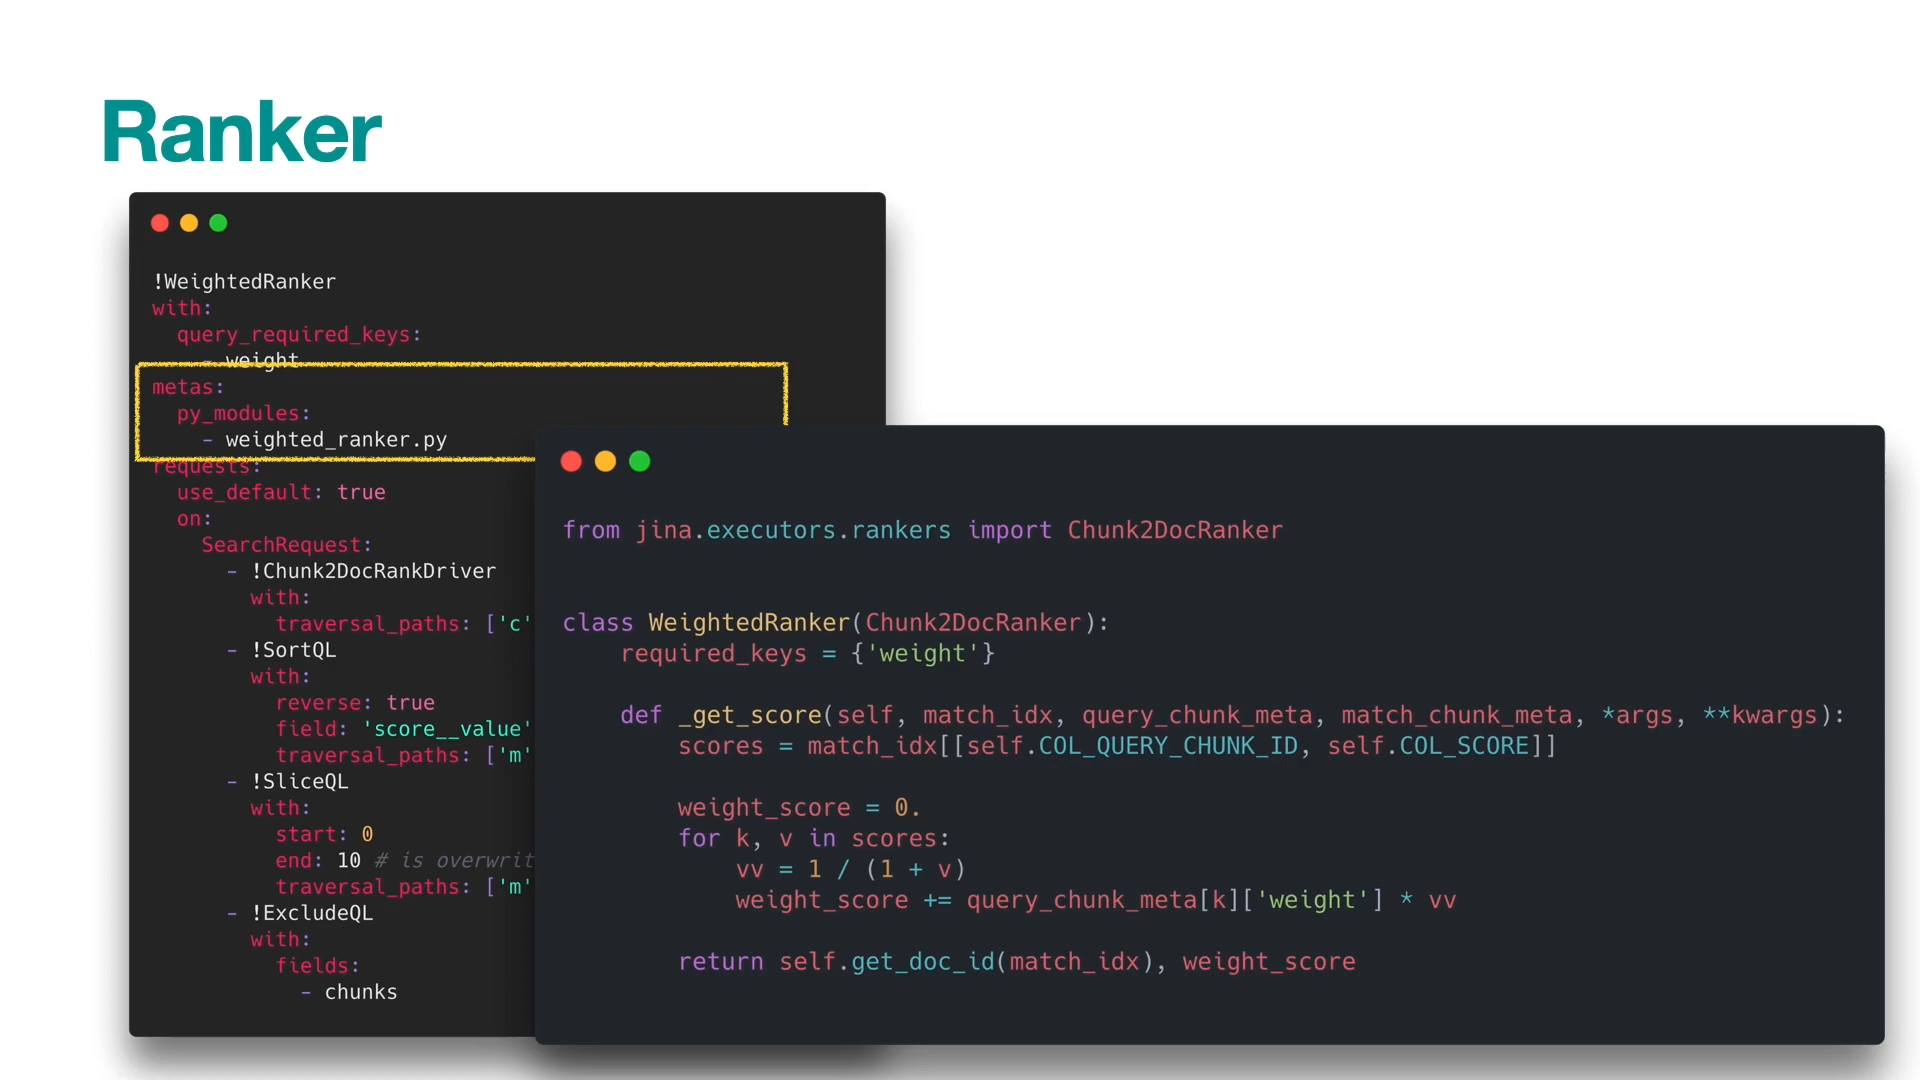 Ranker
!WeightedRanker
with:
query_required_keys:
- weight
metas:
py_modules:
- weighted_ranker.py
requests:
use_default: true
on:
SearchRequest:
- !Chunk2DocRankDriver
with:
traversal_paths: ['c'
- !SortQL
with:
reverse: true
field: 'score__value'
traversal_paths: ['m'
- !SliceQL
with:
start: 0
end: 10 # is overwrit
traversal_paths: ['m'
- !ExcludeQL
with:
fields:
- chunks
from jina.executors.rankers import Chunk2DocRanker
class WeightedRanker(Chunk2DocRanker):
required_keys = {'weight'}
def _get_score(self, match_idx, query_chunk_meta, match_chunk_meta, *args, **kwargs):
scores = match_idx[[self.COL_QUERY_CHUNK_ID, self.COL_SCORE]]
weight_score = 0.
for k, v in scores:
vv = 1 / (1 + v)
weight_score += query_chunk_meta[k]['weight'] * vv
return self.get_doc_id(match_idx), weight_score